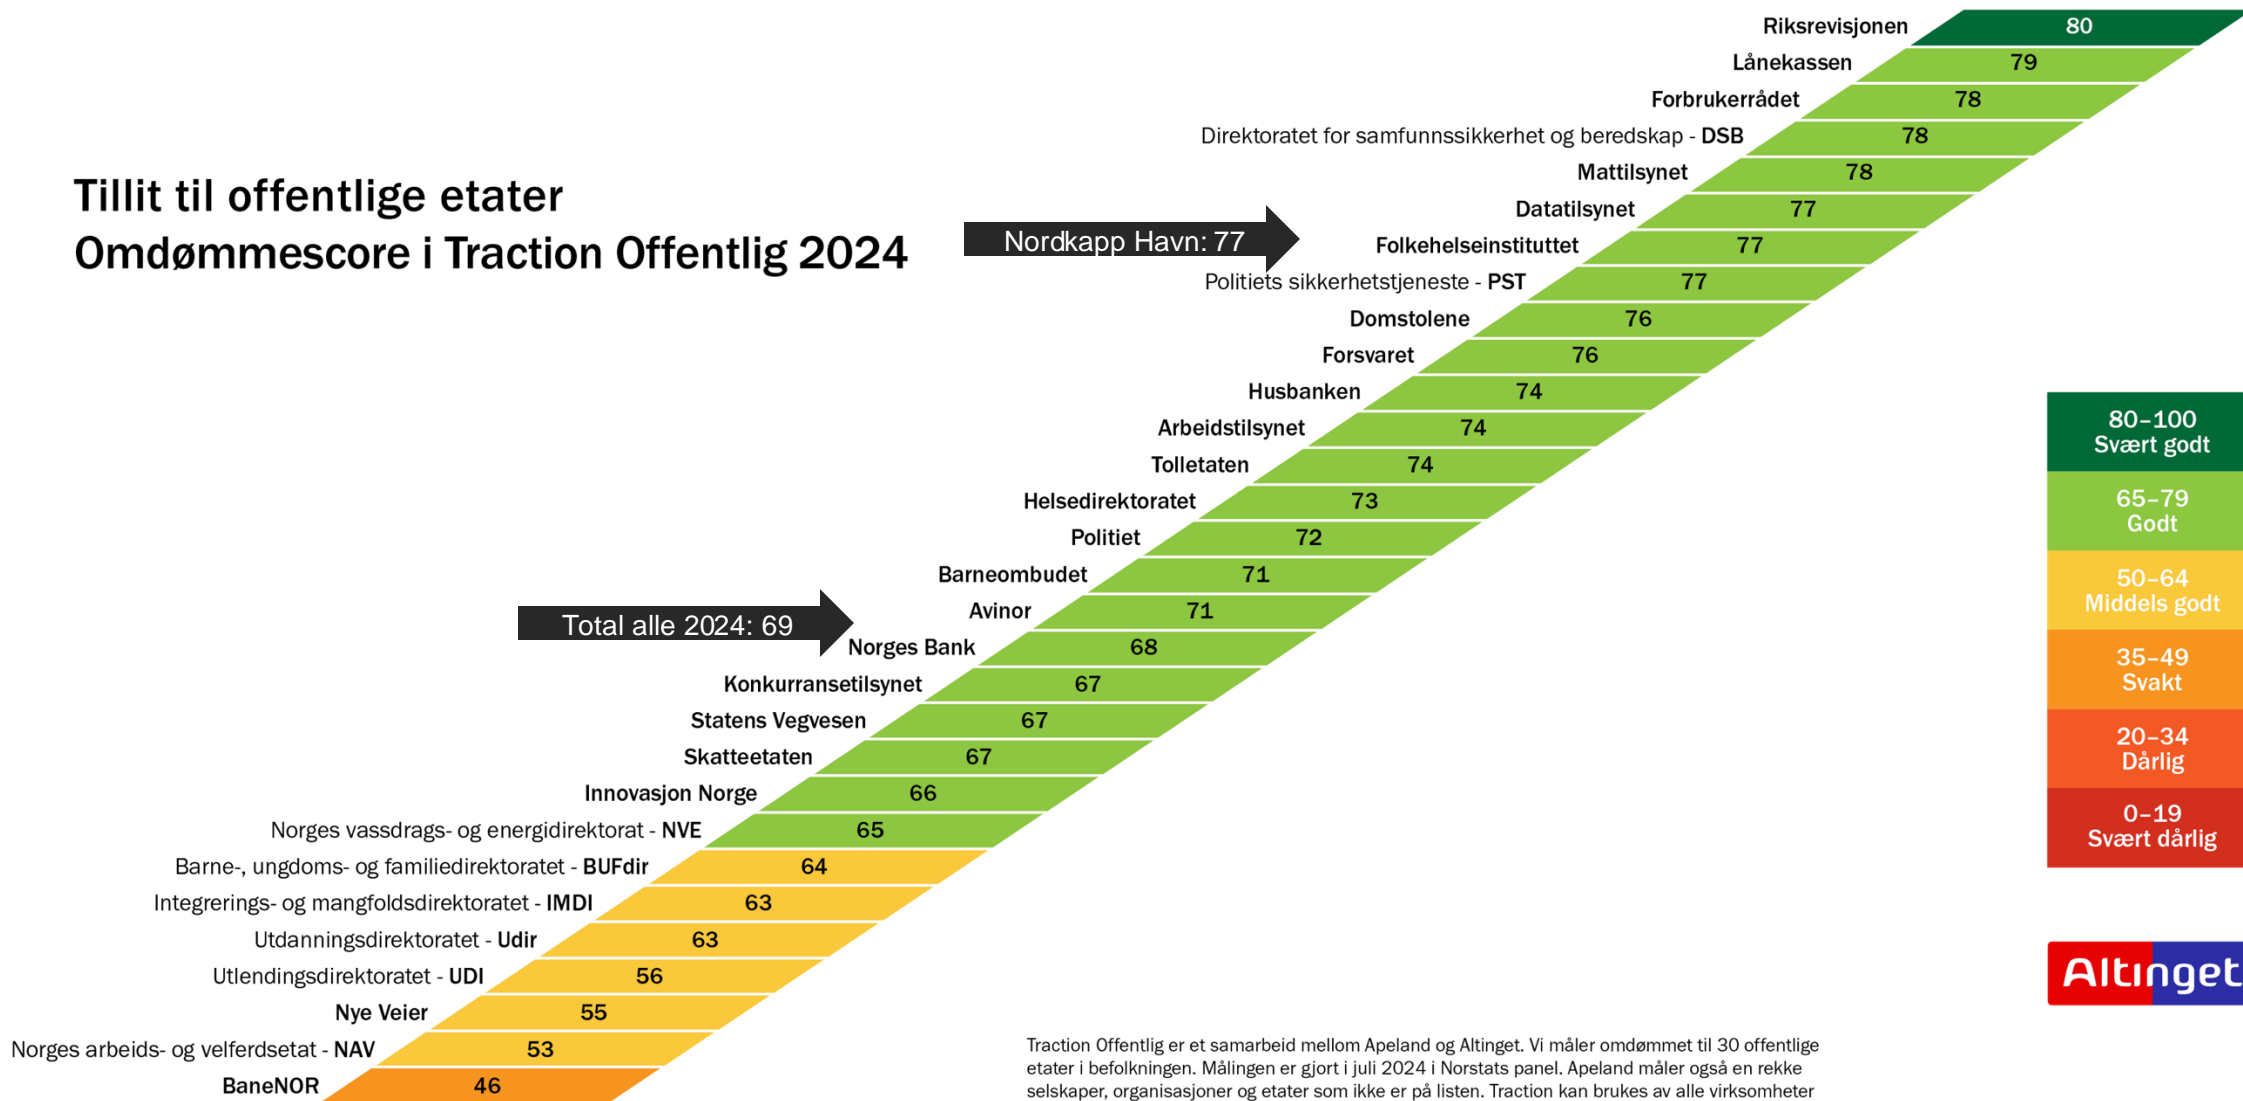 Tillit til offentlige etater
Omdømmescore i Traction Offentlig 2024
Nordkapp Havn: 77
Total alle 2024: 69
Riksrevisjonen 80
Lånekassen 79
Forbrukerrådet 78
Direktoratet for samfunnssikkerhet og beredskap - DSB 78
Mattilsynet 78
Datatilsynet 77
Folkehelseinstituttet 77
Politiets sikkerhetstjeneste - PST 77
Domstolene 76
Forsvaret 76
Husbanken 74
Arbeidstilsynet 74
Tolletaten 74
Helsedirektoratet 73
Politiet 72
Barneombudet 71
Avinor 71
Norges Bank 68
Konkurransetilsynet 67
Statens Vegvesen 67
Skatteetaten 67
Innovasjon Norge 66
Norges vassdrags- og energidirektorat - NVE 65
Barne-, ungdoms- og familiedirektoratet - BUFdir 64
Integrerings- og mangfoldsdirektoratet - IMDI 63
Utdanningsdirektoratet - Udir 63
Utlendingsdirektoratet - UDI 56
Nye Veier 55
Norges arbeids- og velferdsetat - NAV 53
BaneNOR 46
80–100
Svært godt
65–79
Godt
50–64
Middels godt
35–49
Svakt
20–34
Dårlig
0–19
Svært dårlig
Altinget
Traction Offentlig er et samarbeid mellom Apeland og Altinget. Vi måler omdømmet til 30 offentlige
etater i befolkningen. Målingen er gjort i juli 2024 i Norstats panel. Apeland måler også en rekke
selskaper, organisasjoner og etater som ikke er på listen. Traction kan brukes av alle virksomheter